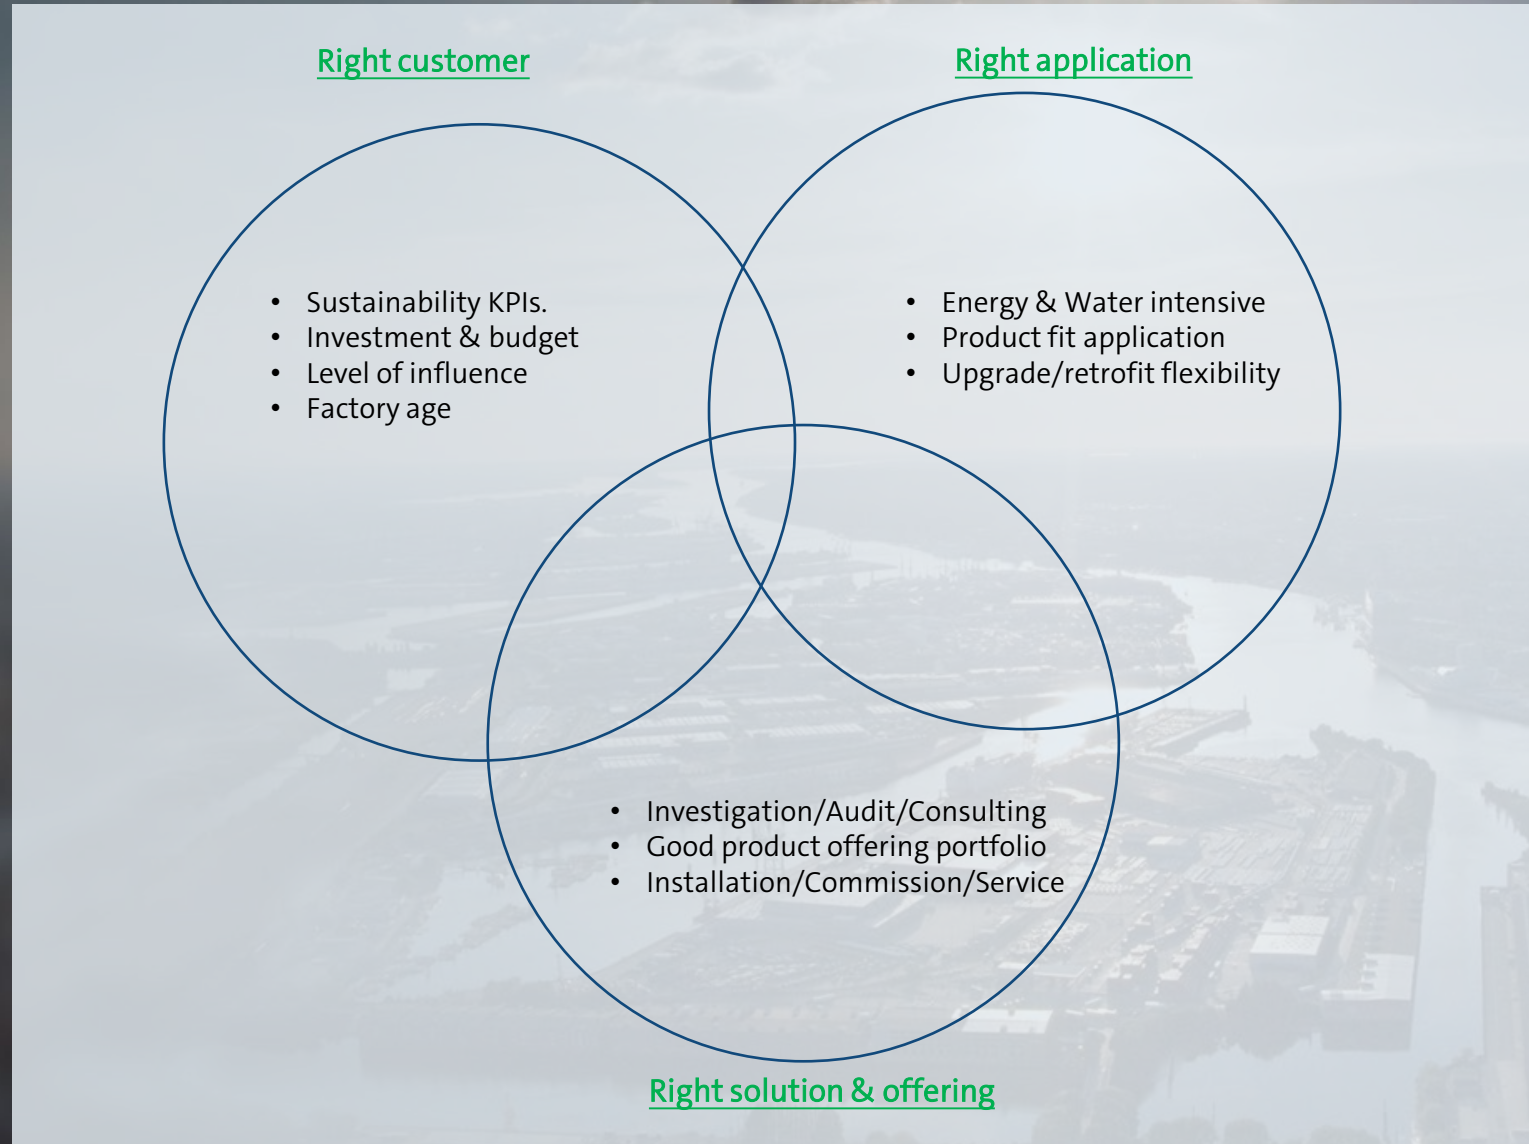 Right customer
Right application
• Sustainability KPIs.
• Investment & budget
• Level of influence
• Factory age
• Energy & Water intensive
• Product fit application
• Upgrade/retrofit flexibility
• Investigation/Audit/Consulting
• Good product offering portfolio
• Installation/Commission/Service
Right solution & offering